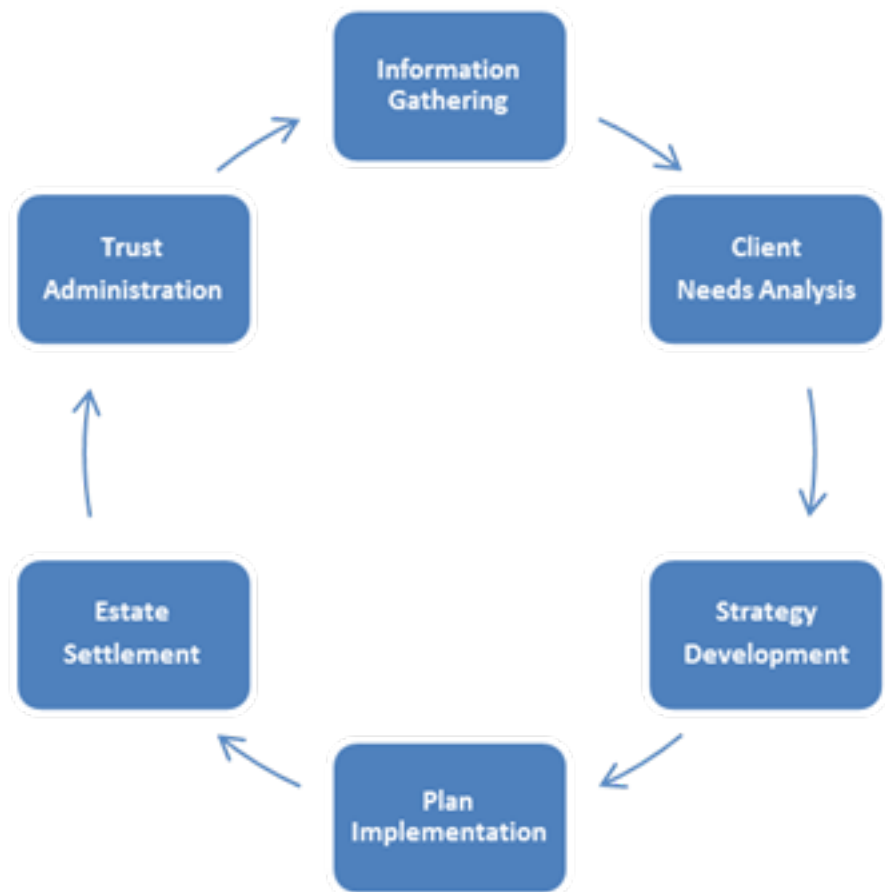 Information
Gathering
Client
Needs Analysis
Strategy
Development
Plan
Implementation
Estate
Settlement
Trust
Administration